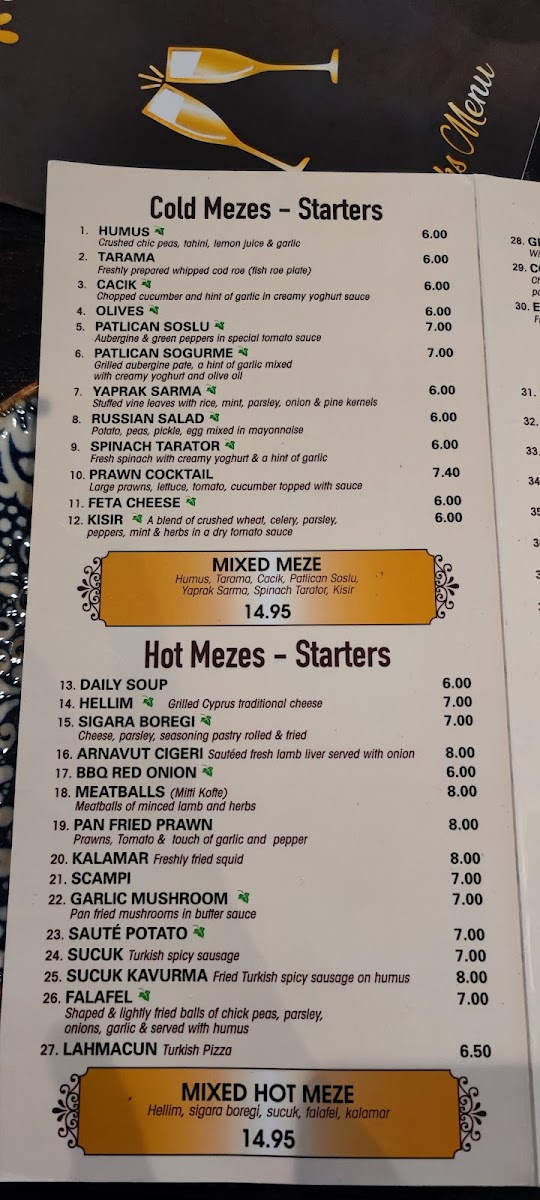 bs Menu
Cold Mezes – Starters
1. HUMUS 6.00
Crushed chic peas, tahini, lemon juice & garlic
2. TARAMA 6.00
Freshly prepared whipped cod roe (fish roe plate)
3. CACIK 6.00
Chopped cucumber and hint of garlic in creamy yoghurt sauce
4. OLIVES 6.00
5. PATLICAN SOSLU 7.00
Aubergine & green peppers in special tomato sauce
6. PATLICAN SOGURME 7.00
Grilled aubergine pate, a hint of garlic mixed
with creamy yoghurt and olive oil
7. YAPRAK SARMA 6.00
Stuffed vine leaves with rice, mint, parsley, onion & pine kernels
8. RUSSIAN SALAD 6.00
Potato, peas, pickle, egg mixed in mayonnaise
9. SPINACH TARATOR 6.00
Fresh spinach with creamy yoghurt & a hint of garlic
10. PRAWN COCKTAIL 7.40
Large prawns, lettuce, tomato, cucumber topped with sauce
11. FETA CHEESE 6.00
12. KISIR A blend of crushed wheat, celery, parsley, 6.00
peppers, mint & herbs in a dry tomato sauce
MIXED MEZE
Humus, Tarama, Cacik, Patlican Soslu,
Yaprak Sarma, Spinach Tarator, Kisir
14.95
Hot Mezes – Starters
13. DAILY SOUP 6.00
14. HELLIM Grilled Cyprus traditional cheese 7.00
15. SIGARA BOREGI 7.00
Cheese, parsley, seasoning pastry rolled & fried
16. ARNAVUT CIGERI Sautéed fresh lamb liver served with onion 8.00
17. BBQ RED ONION 6.00
18. MEATBALLS (Mitti Kofte) 8.00
Meatballs of minced lamb and herbs
19. PAN FRIED PRAWN 8.00
Prawns, Tomato & touch of garlic and pepper
20. KALAMAR Freshly fried squid 8.00
21. SCAMPI 7.00
22. GARLIC MUSHROOM 7.00
Pan fried mushrooms in butter sauce
23. SAUTÉ POTATO 7.00
24. SUCUK Turkish spicy sausage 7.00
25. SUCUK KAVURMA Fried Turkish spicy sausage on humus 8.00
26. FALAFEL 7.00
Shaped & lightly fried balls of chick peas, parsley,
onions, garlic & served with humus
27. LAHMACUN Turkish Pizza 6.50
MIXED HOT MEZE
Hellim, sigara boregi, sucuk, falafel, kalamar
14.95
28.
29.
30.
31.
32.
33.
34